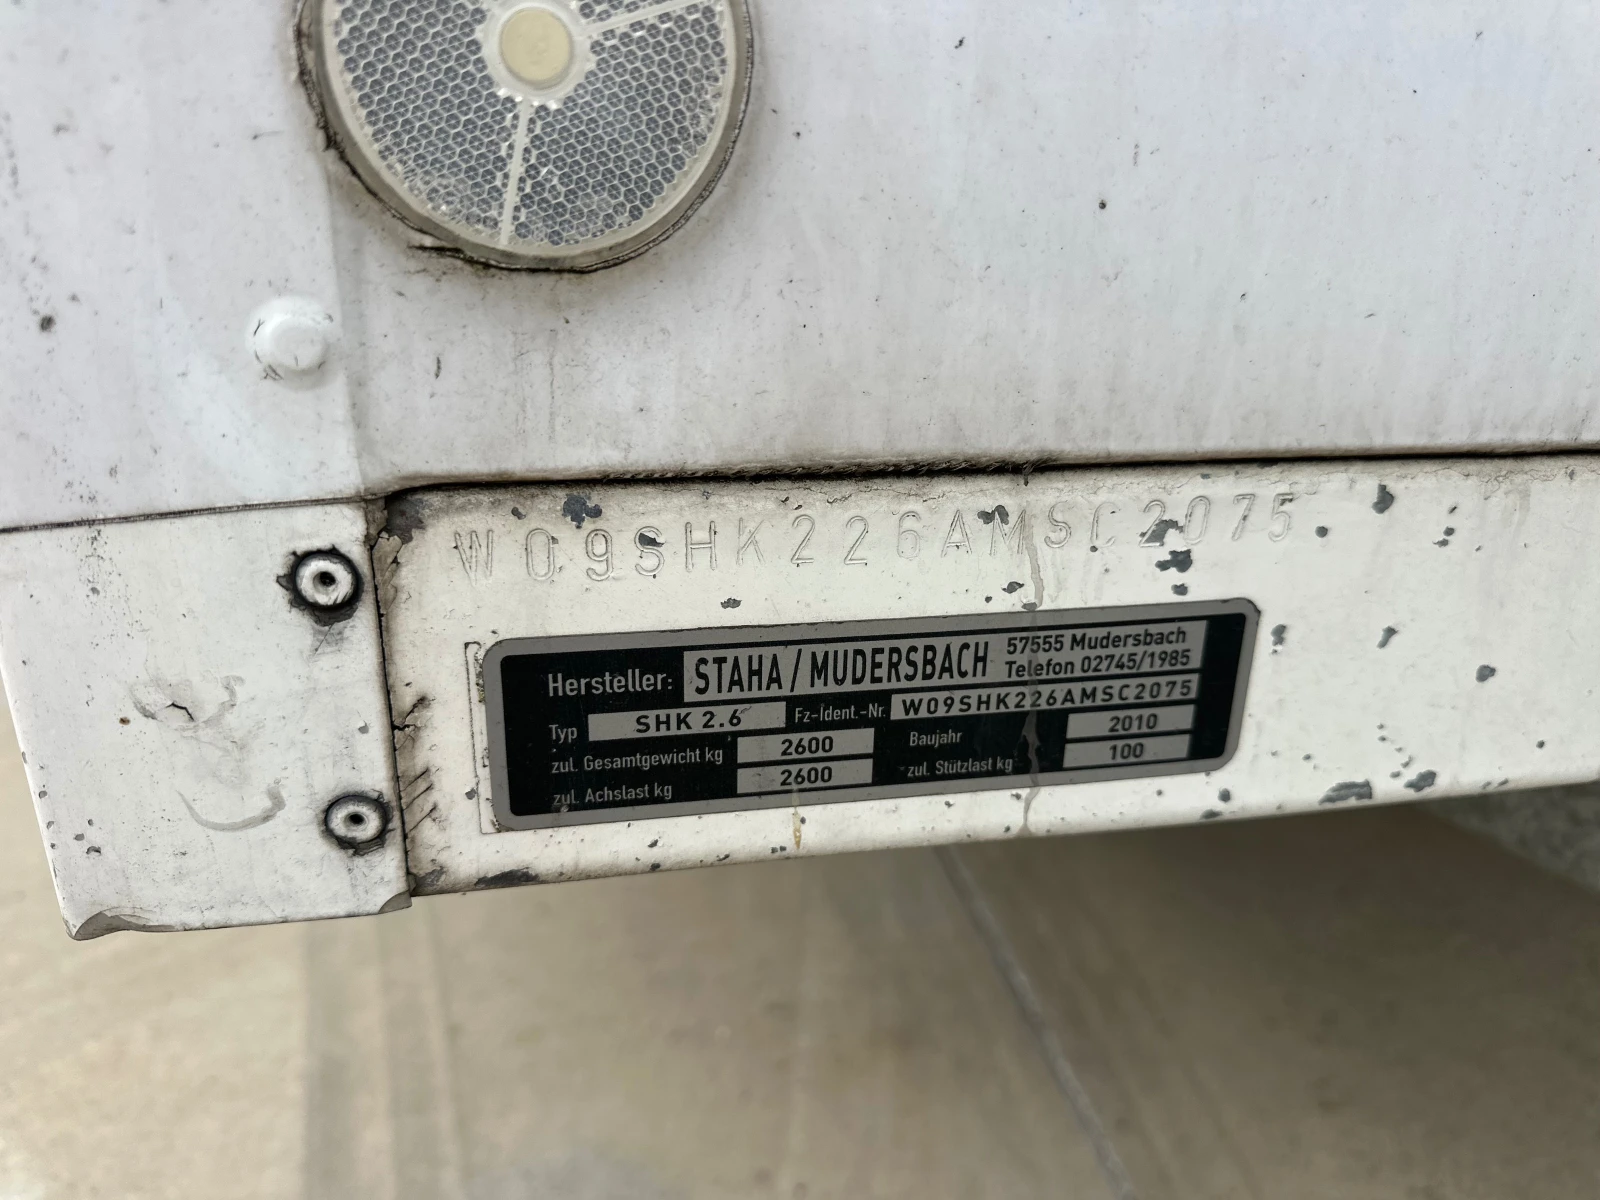 W09SHK226AMSC2075
Hersteller: STAHA/MUDERSBACH 57555 Mudersbach
Telefon 02745/1985
Typ SHK 2.6 Fz-Ident.-Nr. W09SHK226AMSC2075
zul. Gesamtgewicht kg 2600 Baujahr 2010
zul. Achslast kg 2600 zul. Stützlast kg 100